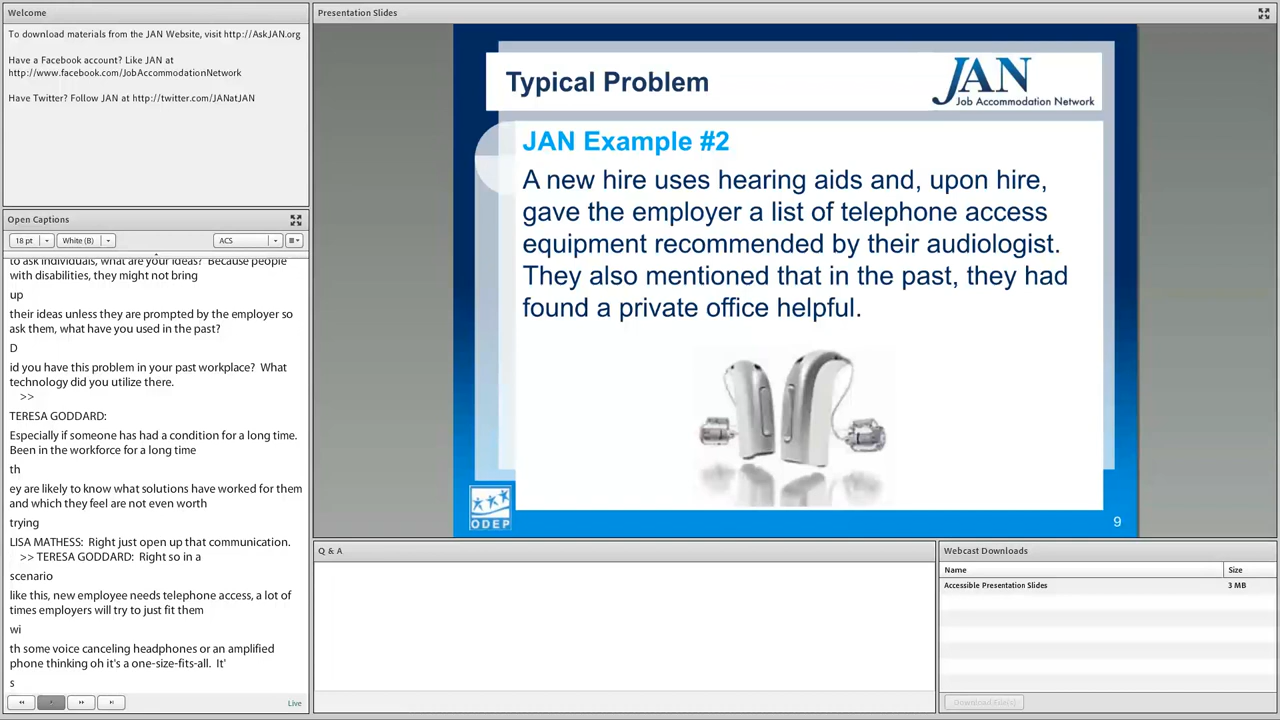 Welcome
To download materials from the JAN Website, visit http://AskJAN.org
Have a Facebook account? Like JAN at
http://www.facebook.com/JobAccommodationNetwork
Have Twitter? Follow JAN at http://twitter.com/JANatJAN
Open Captions
18 pt
White (B)
ACS
to ask individuals, what are your ideas? Because people
with disabilities, they might not bring
up
their ideas unless they are prompted by the employer so
ask them, what have you used in the past?
D
id you have this problem in your past workplace? What
technology did you utilize there.
>>
TERESA GODDARD:
Especially if someone has had a condition for a long time.
Been in the workforce for a long time
th
ey are likely to know what solutions have worked for them
and which they feel are not even worth
trying
LISA MATHESS: Right just open up that communication.
>> TERESA GODDARD: Right so in a
scenario
like this, new employee needs telephone access, a lot of
times employers will try to just fit them
wi
th some voice canceling headphones or an amplified
phone thinking oh it's a one-size-fits-all. It'
s
Live
Presentation Slides
Typical Problem
JAN
Job Accommodation Network
JAN Example #2
A new hire uses hearing aids and, upon hire,
gave the employer a list of telephone access
equipment recommended by their audiologist.
They also mentioned that in the past, they had
found a private office helpful.
ODEP
9
Q & A
Webcast Downloads
Name Size
Accessible Presentation Slides 3 MB
Download File(s)